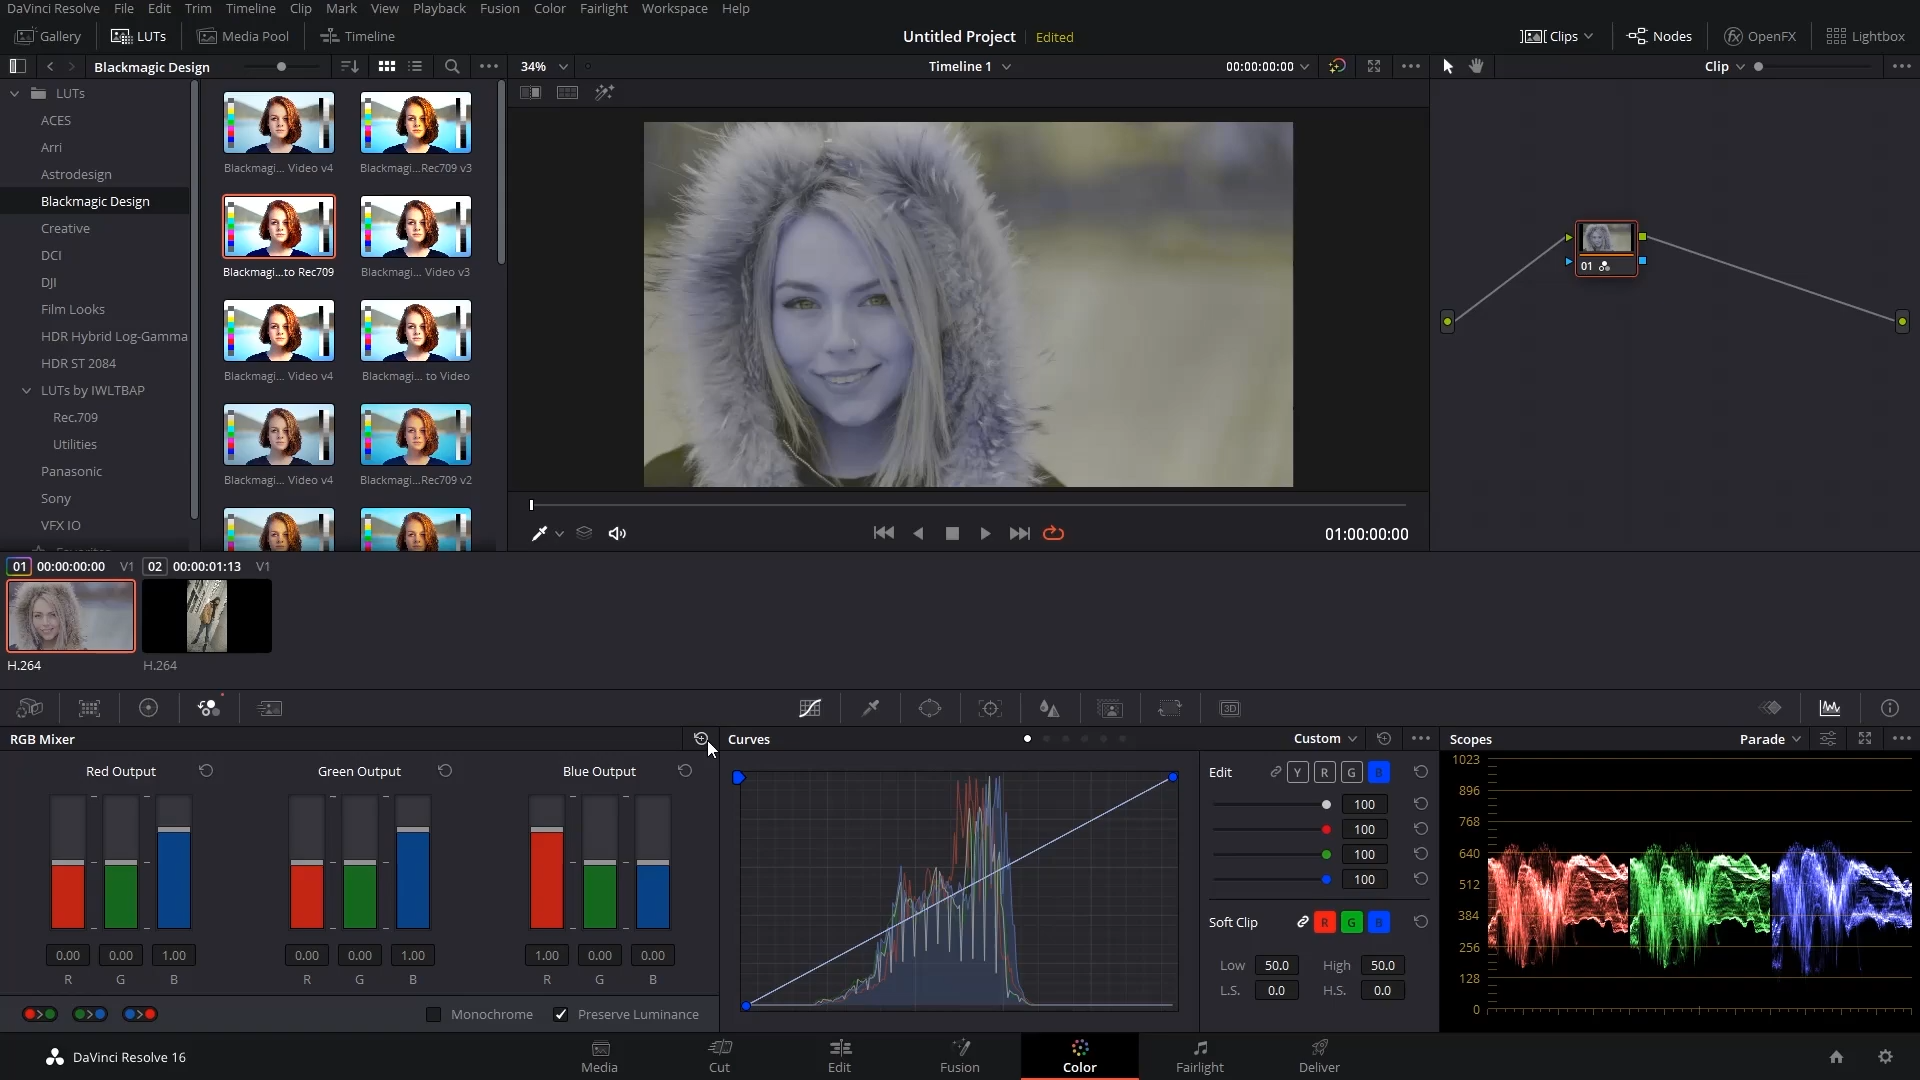 DaVinci Resolve File Edit Trim Timeline Clip Mark View Playback Fusion Color Fairlight Workspace Help
Gallery LUTs Media Pool Timeline Untitled Project Edited Clips Nodes OpenFX Lightbox
Blackmagic Design 34% Timeline 1 00:00:00:00 Clip
LUTs
ACES
Arri
Astrodesign
Blackmagic Design
Creative
DCI
DJI
Film Looks
HDR Hybrid Log-Gamma
HDR ST 2084
LUTs by IWLTBAP
Rec.709
Utilities
Panasonic
Sony
VFX IO
Blackmagi... Video v4 Blackmagi...Rec709 v3
Blackmagi...to Rec709 Blackmagi... Video v3
Blackmagi... Video v4 Blackmagi... to Video
Blackmagi... Video v4 Blackmagi...Rec709 v2
01
01:00:00:00
01 00:00:00:00 V1 02 00:00:01:13 V1
H.264 H.264
3D
RGB Mixer Curves Custom Scopes Parade
Red Output Green Output Blue Output
0.00 0.00 1.00 0.00 0.00 1.00 1.00 0.00 0.00
R G B R G B R G B
Monochrome Preserve Luminance
Edit Y R G B
100
100
100
100
Soft Clip R G B
Low 50.0 High 50.0
L.S. 0.0 H.S. 0.0
1023
896
768
640
512
384
256
128
0
DaVinci Resolve 16 Media Cut Edit Fusion Color Fairlight Deliver